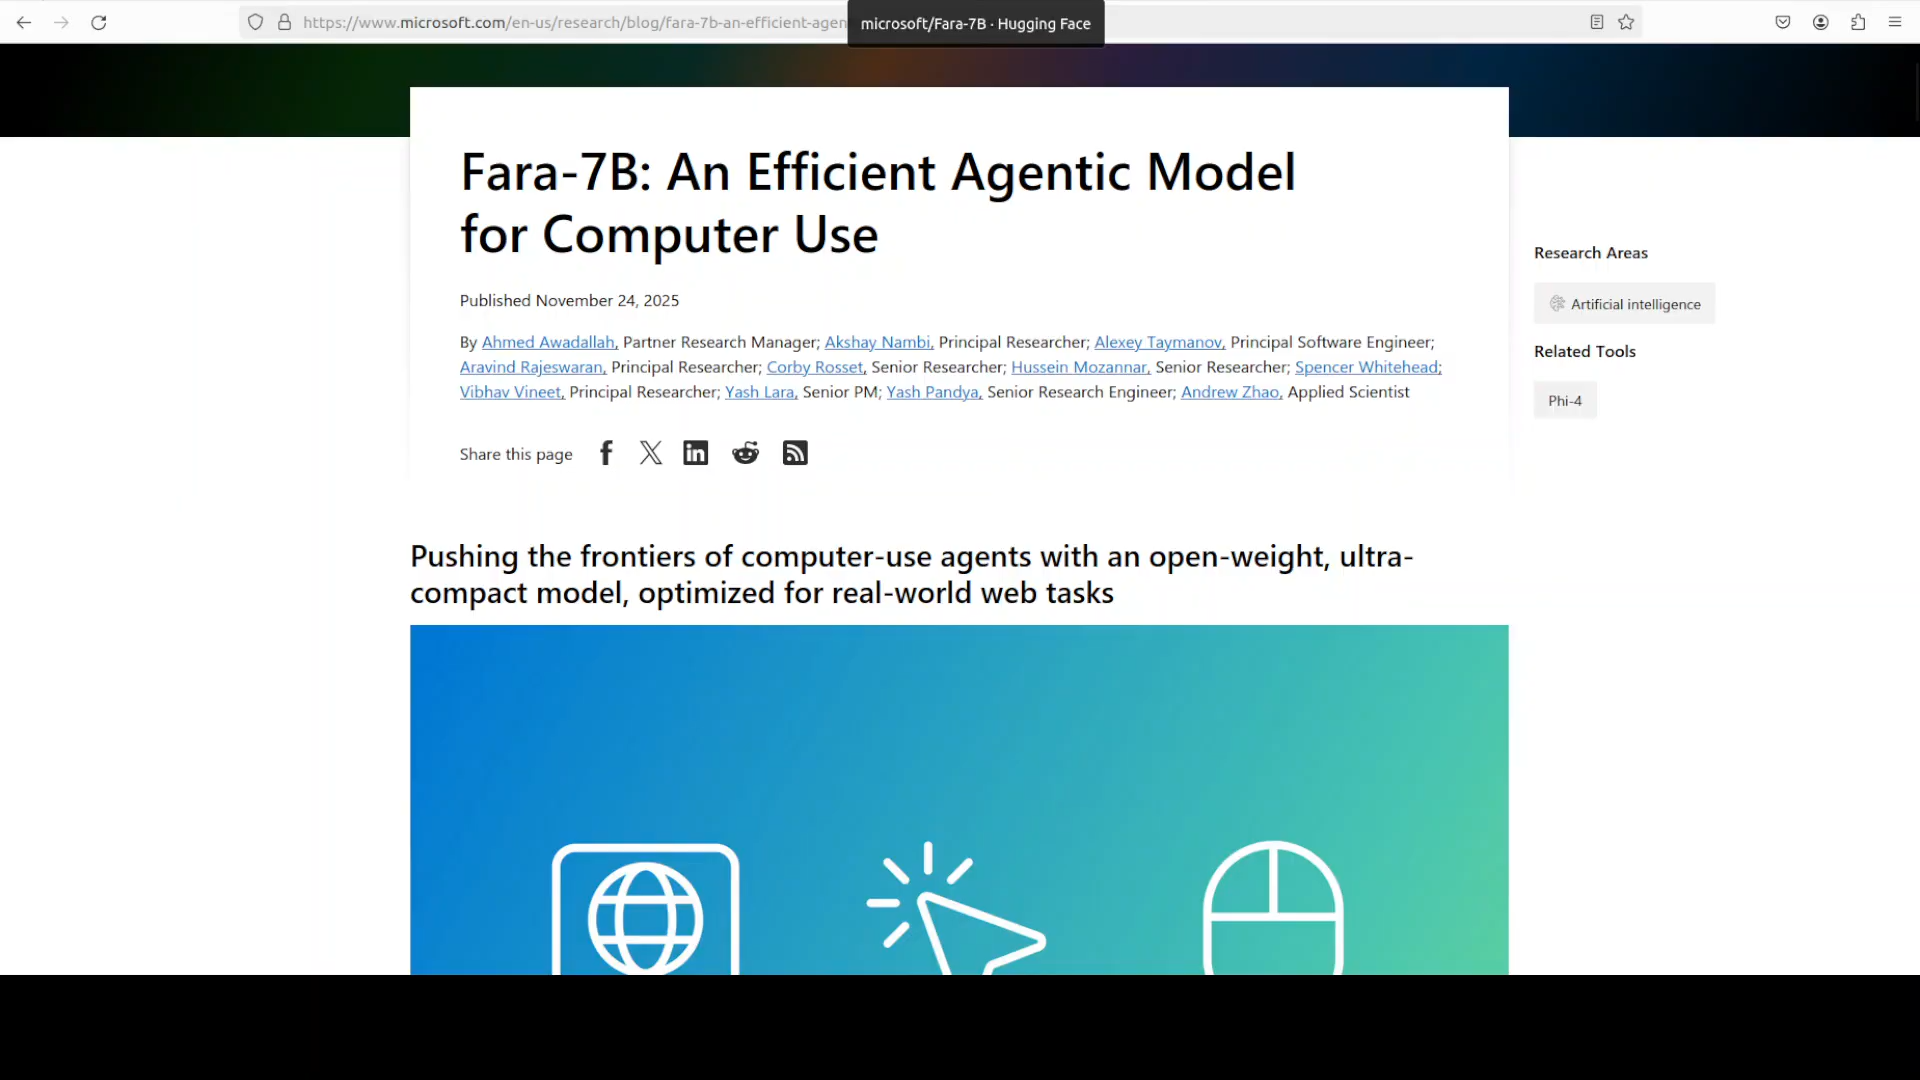 https://www.microsoft.com/en-us/research/blog/fara-7b-an-efficient-agen
microsoft/Fara-7B · Hugging Face
Fara-7B: An Efficient Agentic Model
for Computer Use
Published November 24, 2025
By Ahmed Awadallah, Partner Research Manager; Akshay Nambi, Principal Researcher; Alexey Taymanov, Principal Software Engineer;
Aravind Rajeswaran, Principal Researcher; Corby Rosset, Senior Researcher; Hussein Mozannar, Senior Researcher; Spencer Whitehead;
Vibhav Vineet, Principal Researcher; Yash Lara, Senior PM; Yash Pandya, Senior Research Engineer; Andrew Zhao, Applied Scientist
Share this page
Research Areas
Artificial intelligence
Related Tools
Phi-4
Pushing the frontiers of computer-use agents with an open-weight, ultra-
compact model, optimized for real-world web tasks